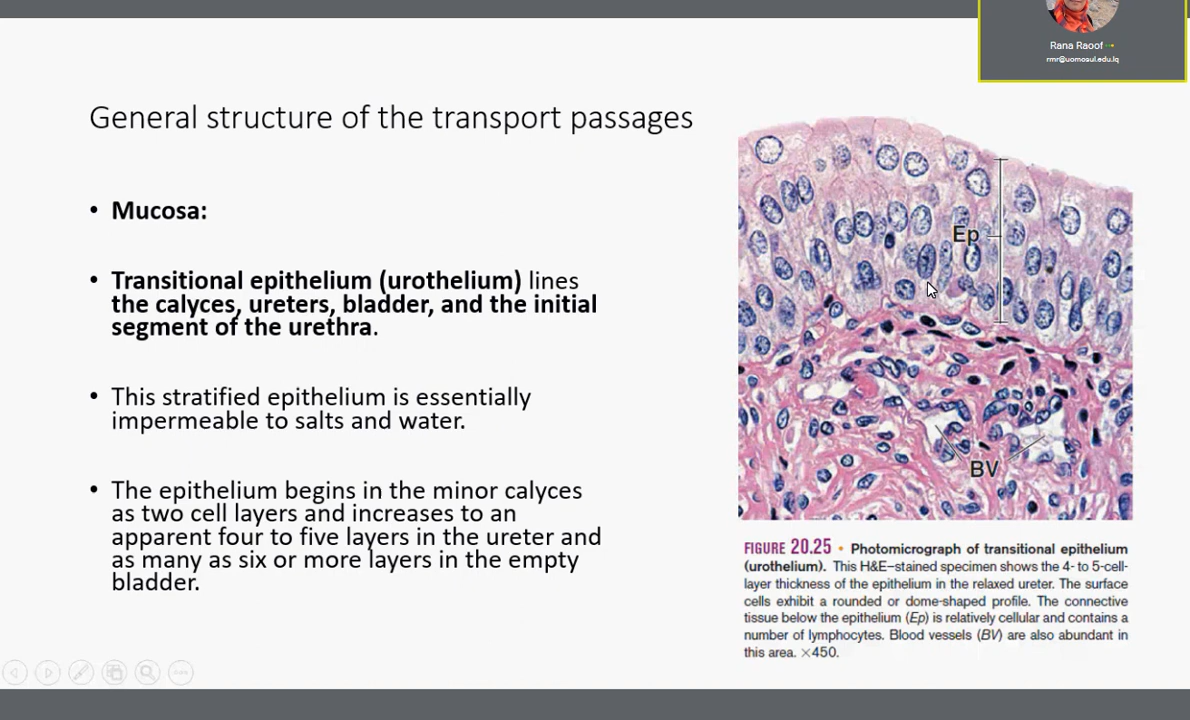 Rana Raoof
rmr@uomosul.edu.iq
General structure of the transport passages
• Mucosa:
• Transitional epithelium (urothelium) lines
the calyces, ureters, bladder, and the initial
segment of the urethra.
• This stratified epithelium is essentially
impermeable to salts and water.
• The epithelium begins in the minor calyces
as two cell layers and increases to an
apparent four to five layers in the ureter and
as many as six or more layers in the empty
bladder.
Ep
BV
FIGURE 20.25 • Photomicrograph of transitional epithelium
(urothelium). This H&E–stained specimen shows the 4- to 5-cell-
layer thickness of the epithelium in the relaxed ureter. The surface
cells exhibit a rounded or dome-shaped profile. The connective
tissue below the epithelium (Ep) is relatively cellular and contains a
number of lymphocytes. Blood vessels (BV) are also abundant in
this area. ×450.